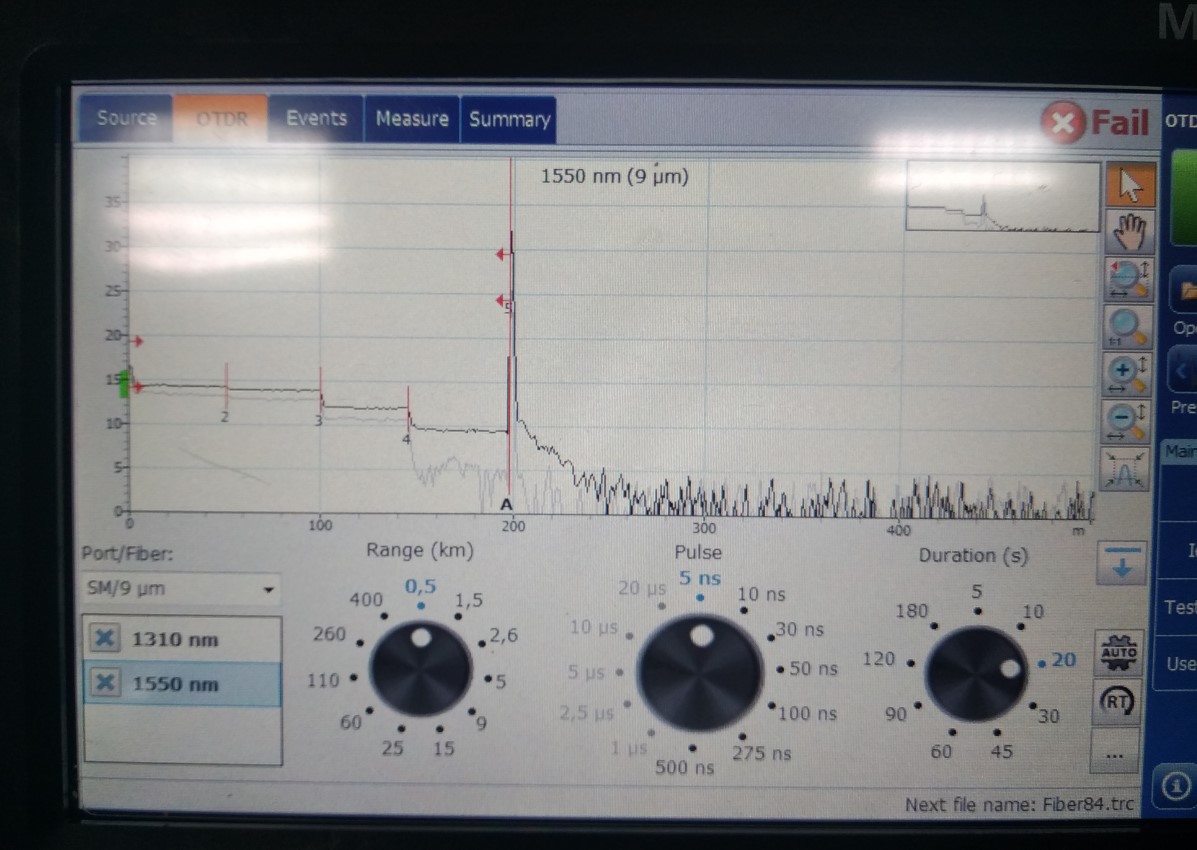 M
Source OTDR Events Measure Summary Fail OTD
1550 nm (9 µm)
35
30
25
20
15
10
5
0
2
3
4
5
A
0 100 200 300 400 m
Op
Pre
Main
Port/Fiber: Range (km) Pulse Duration (s)
SM/9 µm
1310 nm
1550 nm
0,5
1,5
2,6
5
9
15
25
60
110
260
400
5 ns
10 ns
30 ns
50 ns
100 ns
275 ns
500 ns
1 µs
2,5 µs
5 µs
10 µs
20 µs
5
10
20
30
45
60
90
120
180
1:1
AUTO
RT
...
Test
Use
i
Next file name: Fiber84.trc